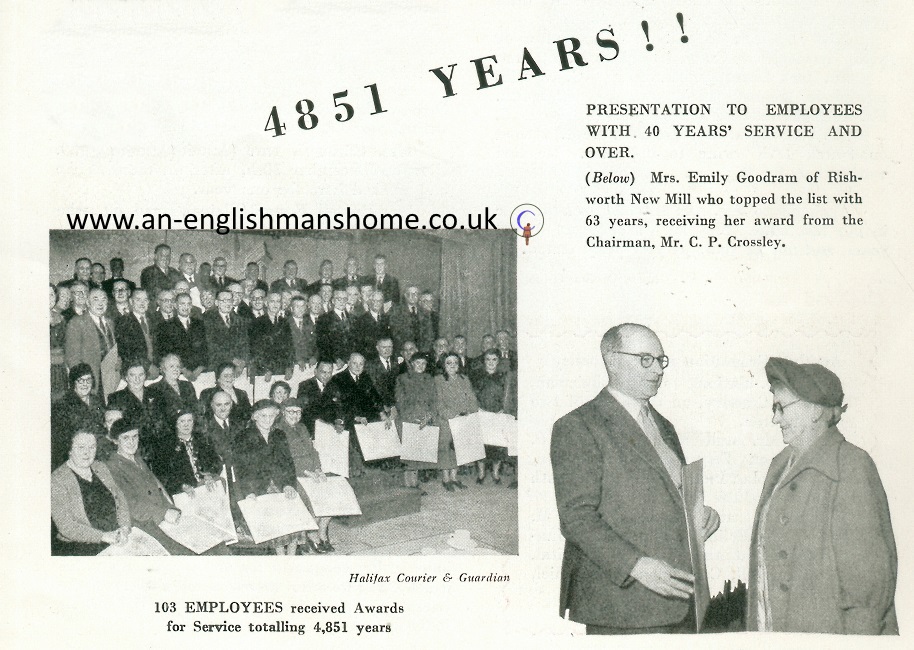 4851 YEARS!!
PRESENTATION TO EMPLOYEES
WITH 40 YEARS' SERVICE AND
OVER.
(Below) Mrs. Emily Goodram of Rish-
worth New Mill who topped the list with
63 years, receiving her award from the
Chairman, Mr. C. P. Crossley.
www.an-englishmanshome.co.uk C
Halifax Courier & Guardian
103 EMPLOYEES received Awards
for Service totalling 4,851 years